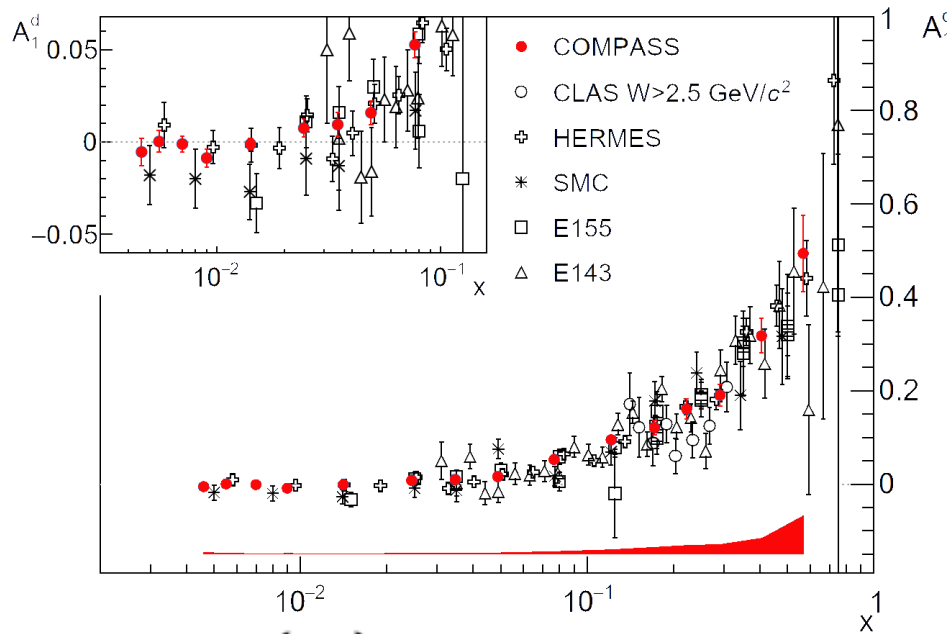 A₁ᵈ
0.05
0
−0.05
10⁻²
10⁻¹
x
COMPASS
CLAS W>2.5 GeV/c²
HERMES
SMC
E155
E143
1
A₁ᵈ
0.8
0.6
0.4
0.2
0
10⁻²
10⁻¹
1
x